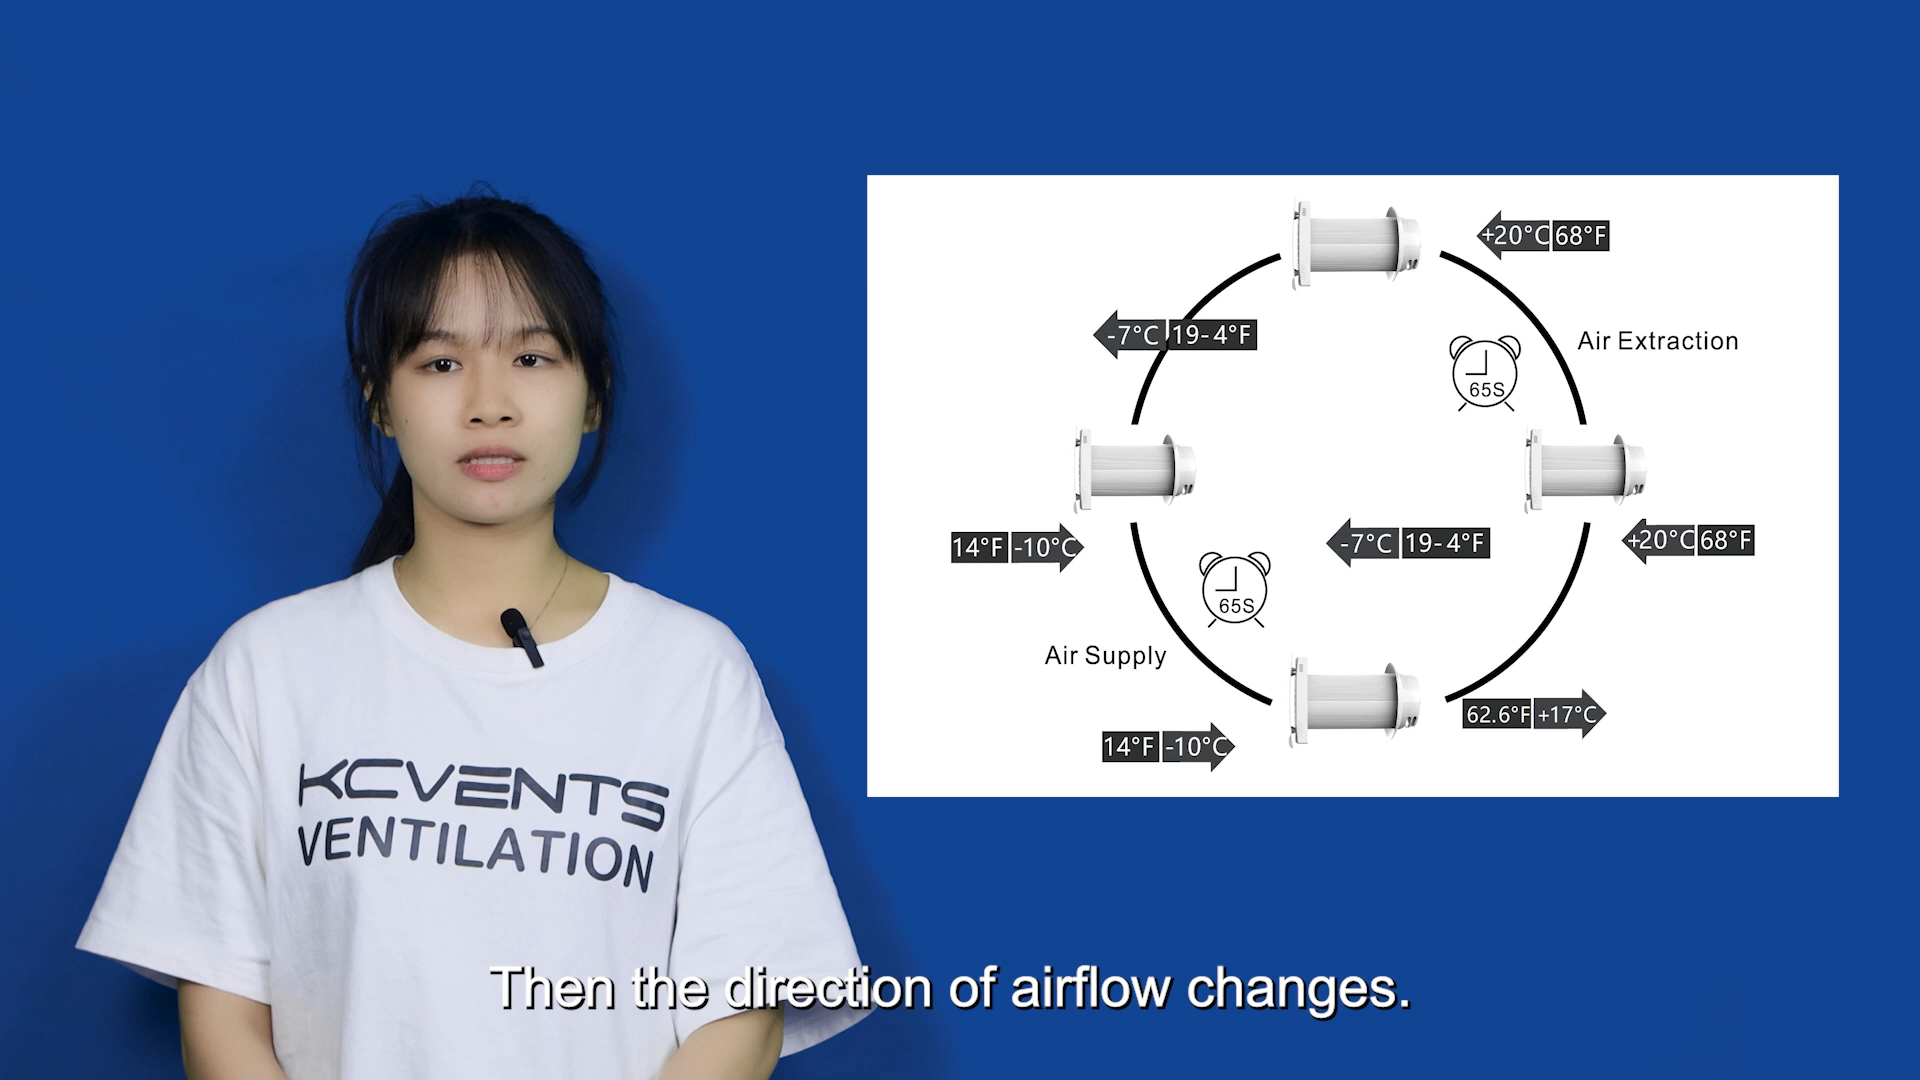 +20°C 68°F
-7°C 19-4°F
Air Extraction
65S
14°F -10°C
-7°C 19-4°F
+20°C 68°F
65S
Air Supply
62.6°F +17°C
14°F -10°C
KCVENTS
VENTILATION
Then the direction of airflow changes.